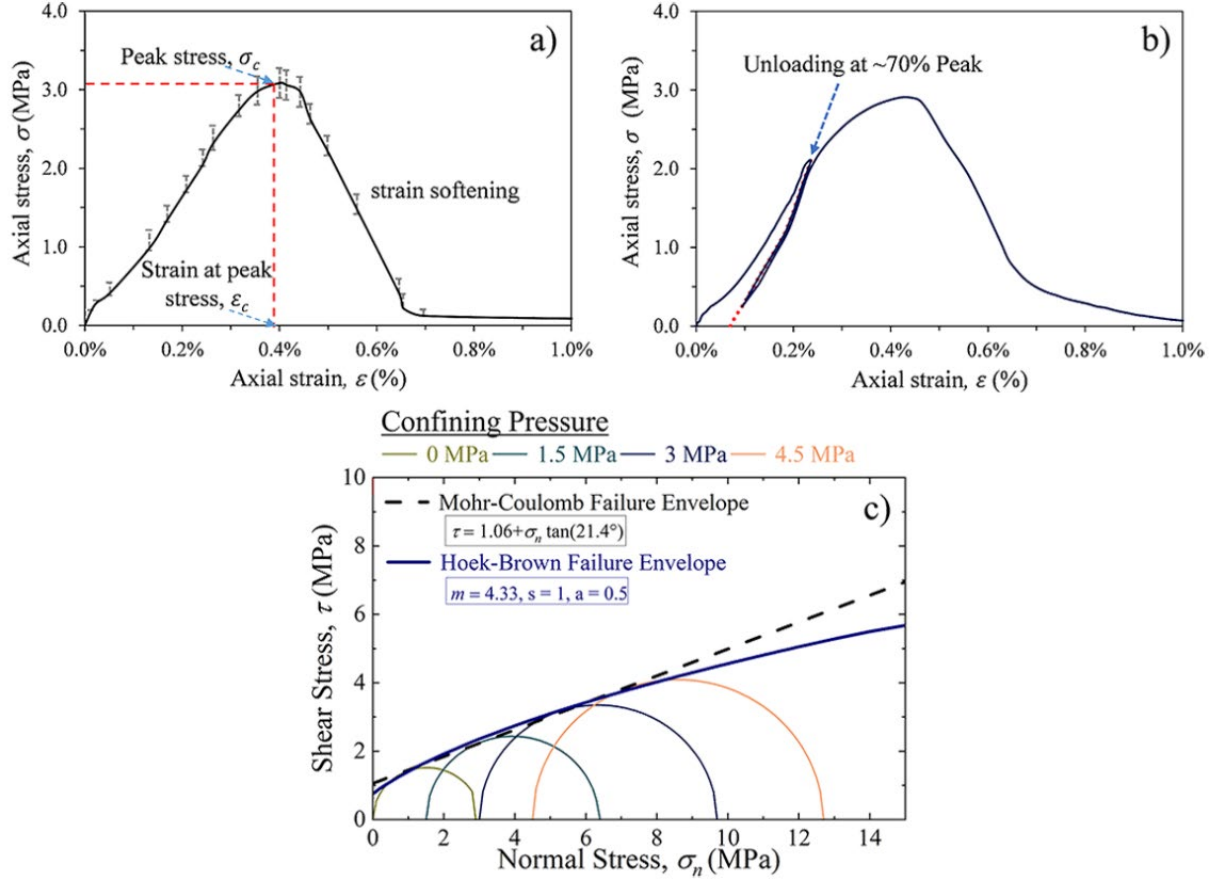 a)
4.0
3.0
2.0
1.0
0.0
Axial stress, σ (MPa)
Peak stress, σc
strain softening
Strain at peak
stress, εc
0.0% 0.2% 0.4% 0.6% 0.8% 1.0%
Axial strain, ε (%)
b)
4.0
3.0
2.0
1.0
0.0
Axial stress, σ (MPa)
Unloading at ~70% Peak
0.0% 0.2% 0.4% 0.6% 0.8% 1.0%
Axial strain, ε (%)
Confining Pressure
0 MPa 1.5 MPa 3 MPa 4.5 MPa
c)
10
8
6
4
2
0
Shear Stress, τ (MPa)
Mohr-Coulomb Failure Envelope
τ = 1.06+σn tan(21.4°)
Hoek-Brown Failure Envelope
m = 4.33, s = 1, a = 0.5
0 2 4 6 8 10 12 14
Normal Stress, σn (MPa)